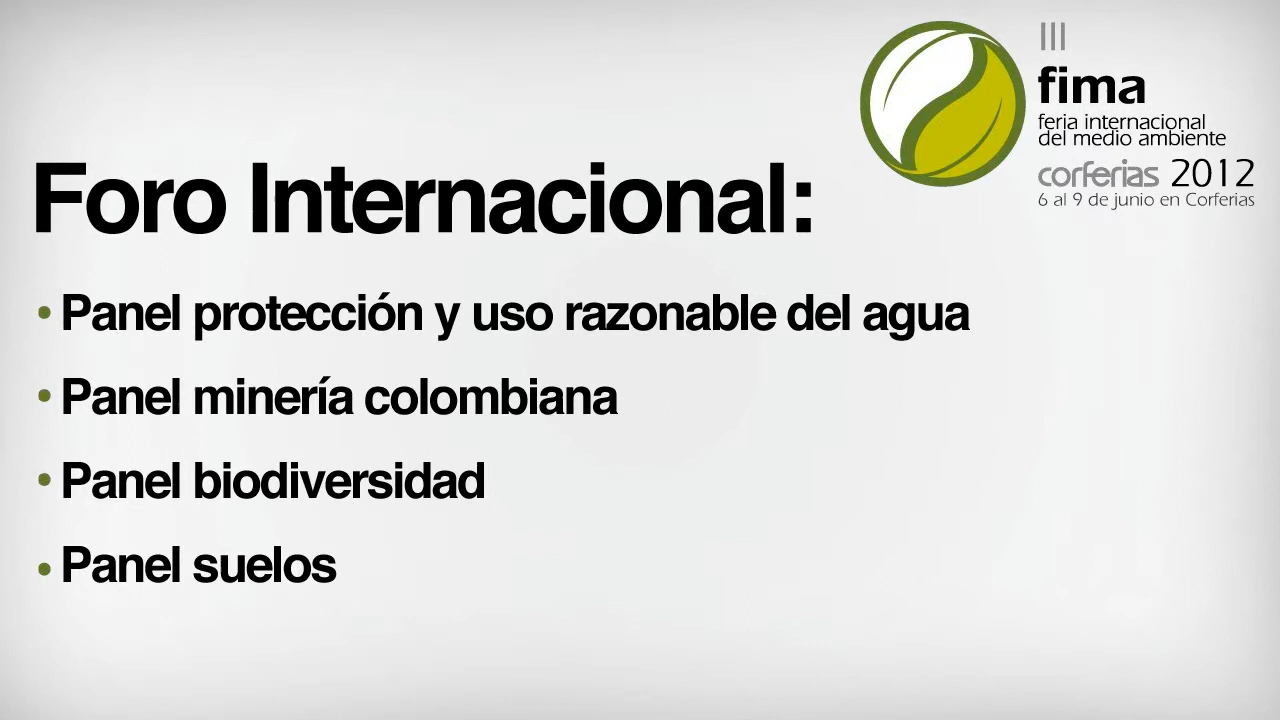 III
fima
feria internacional
del medio ambiente
corferias 2012
6 al 9 de junio en Corferias
Foro Internacional:
• Panel protección y uso razonable del agua
• Panel minería colombiana
• Panel biodiversidad
• Panel suelos